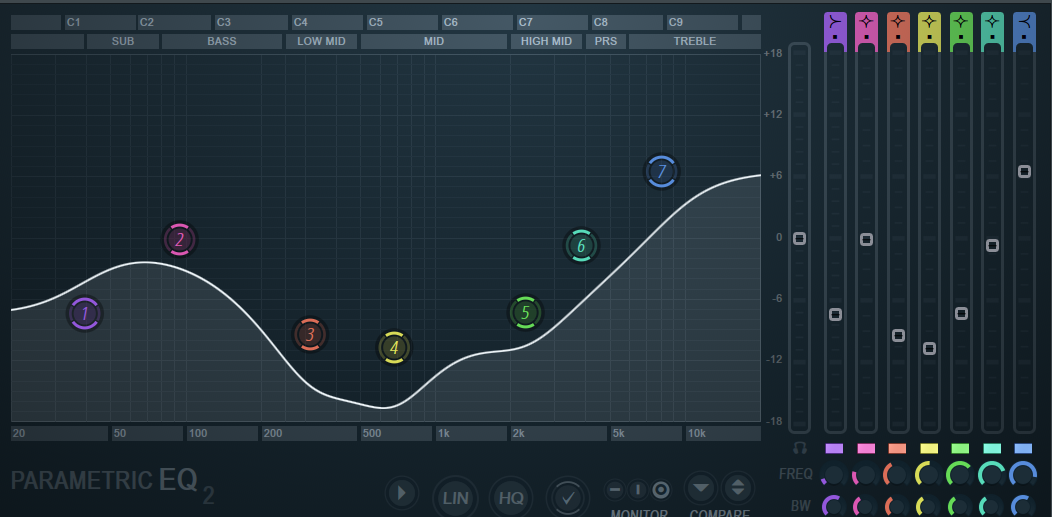 C1 C2 C3 C4 C5 C6 C7 C8 C9
SUB BASS LOW MID MID HIGH MID PRS TREBLE
+18
+12
+6
0
-6
-12
-18
7
2
6
1
5
3
4
20 50 100 200 500 1k 2k 5k 10k
PARAMETRIC EQ 2
LIN HQ
MONITOR COMPARE
FREQ
BW